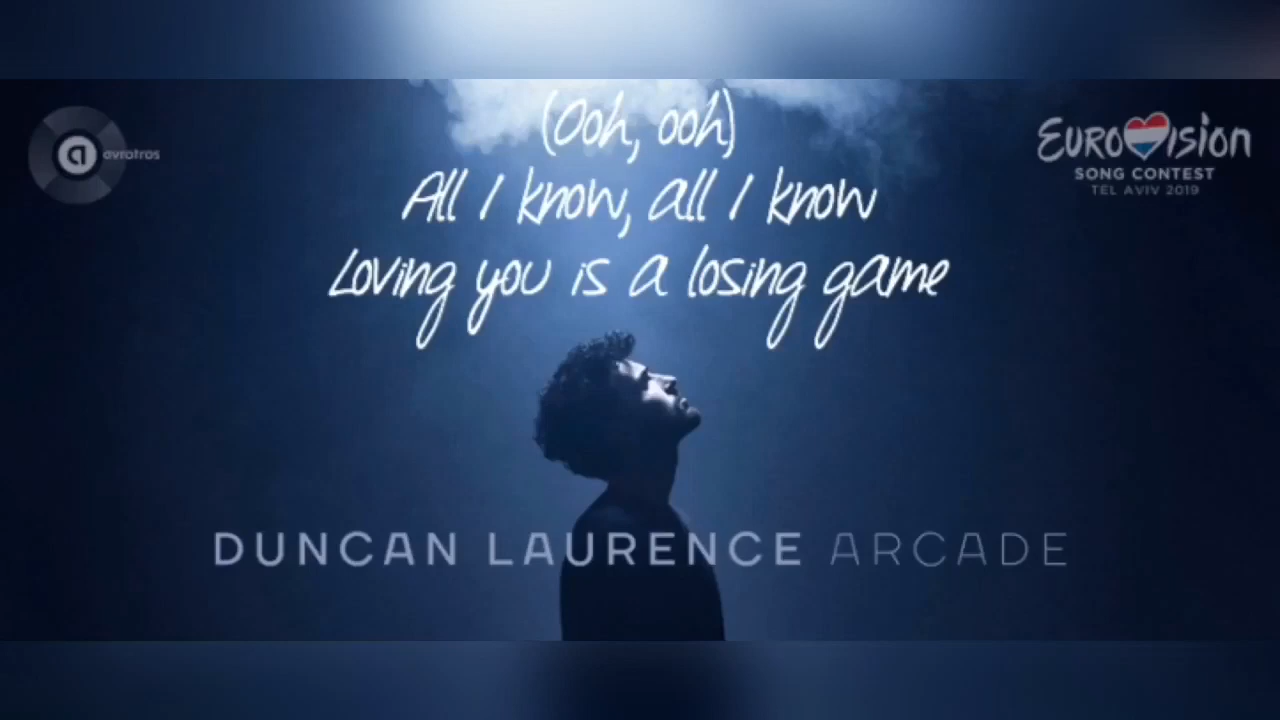 (Ooh, ooh)
All I know, all I know
Loving you is a losing game
avrotros
EUROVISION
SONG CONTEST
TEL AVIV 2019
DUNCAN LAURENCE ARCADE